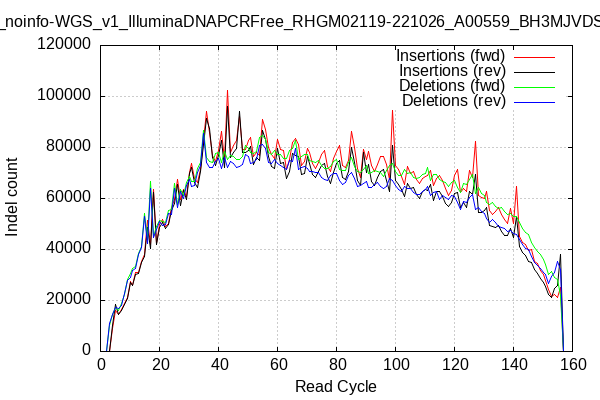 _noinfo-WGS_v1_IlluminaDNAPCRFree_RHGM02119-221026_A00559_BH3MJVDS
Insertions (fwd)
Insertions (rev)
Deletions (fwd)
Deletions (rev)
Indel count
120000
100000
80000
60000
40000
20000
0
0 20 40 60 80 100 120 140 160
Read Cycle